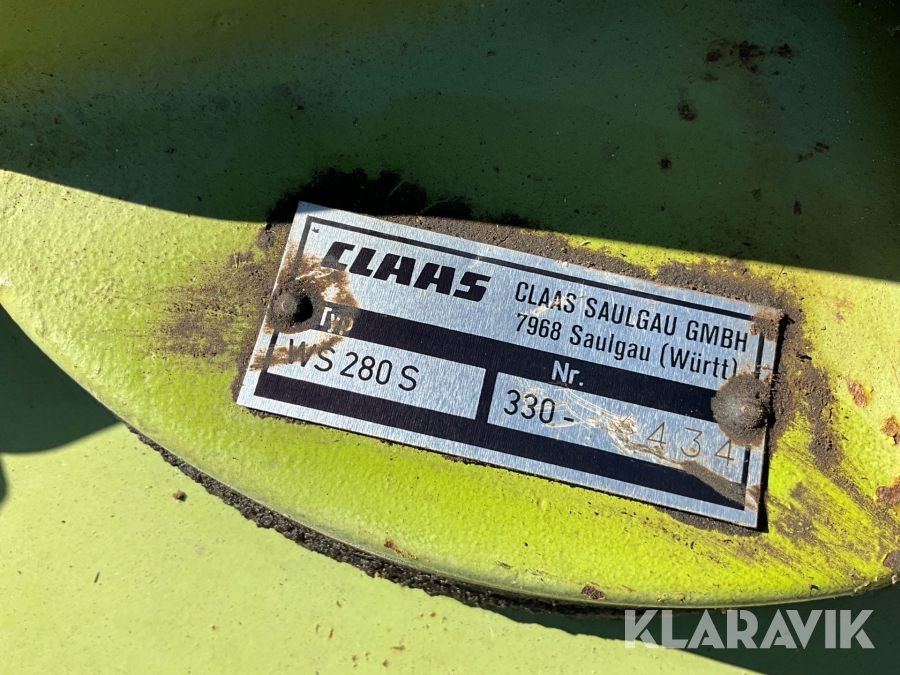 CLAAS
CLAAS SAULGAU GMBH
7968 Saulgau (Württ)
Typ
WS 280 S
Nr.
330-434
KLARAVIK